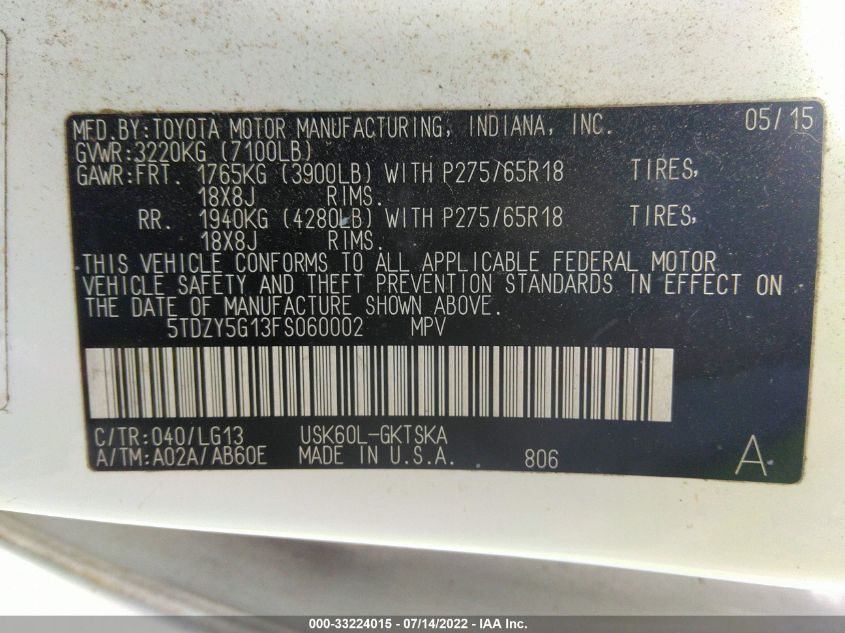 MFD.BY:TOYOTA MOTOR MANUFACTURING, INDIANA, INC. 05/15
GVWR:3220KG (7100LB)
GAWR:FRT. 1765KG (3900LB) WITH P275/65R18 TIRES,
18X8J RIMS.
RR. 1940KG (4280LB) WITH P275/65R18 TIRES,
18X8J RIMS.
THIS VEHICLE CONFORMS TO ALL APPLICABLE FEDERAL MOTOR
VEHICLE SAFETY AND THEFT PREVENTION STANDARDS IN EFFECT ON
THE DATE OF MANUFACTURE SHOWN ABOVE.
5TDZY5G13FS060002 MPV
C/TR:040/LG13 USK60L-GKTSKA
A/TM:A02A/AB60E MADE IN U.S.A. 806 A
000-33224015 - 07/14/2022 - IAA Inc.